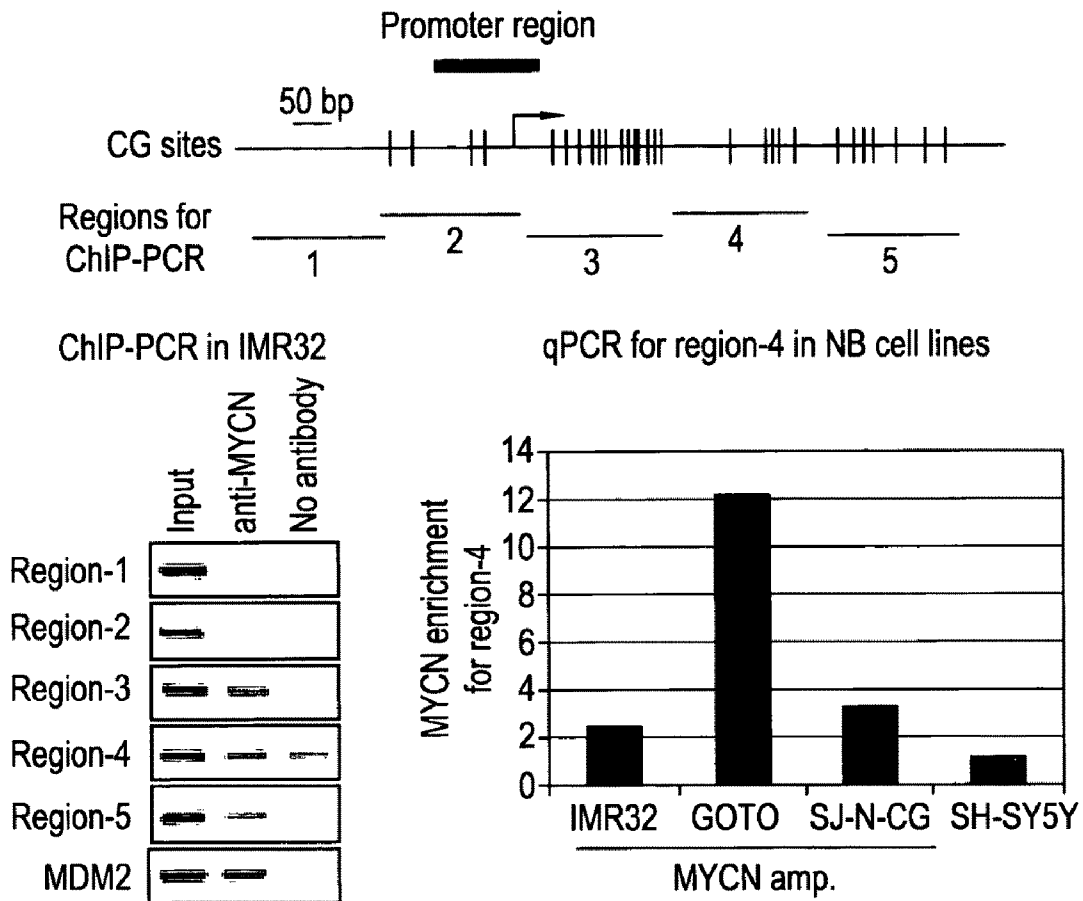 Promoter region
50 bp
CG sites
Regions for
ChIP-PCR
1
2
3
4
5
ChIP-PCR in IMR32
Input
anti-MYCN
No antibody
Region-1
Region-2
Region-3
Region-4
Region-5
MDM2
qPCR for region-4 in NB cell lines
MYCN enrichment
for region-4
14
12
10
8
6
4
2
0
IMR32 GOTO SJ-N-CG SH-SY5Y
MYCN amp.